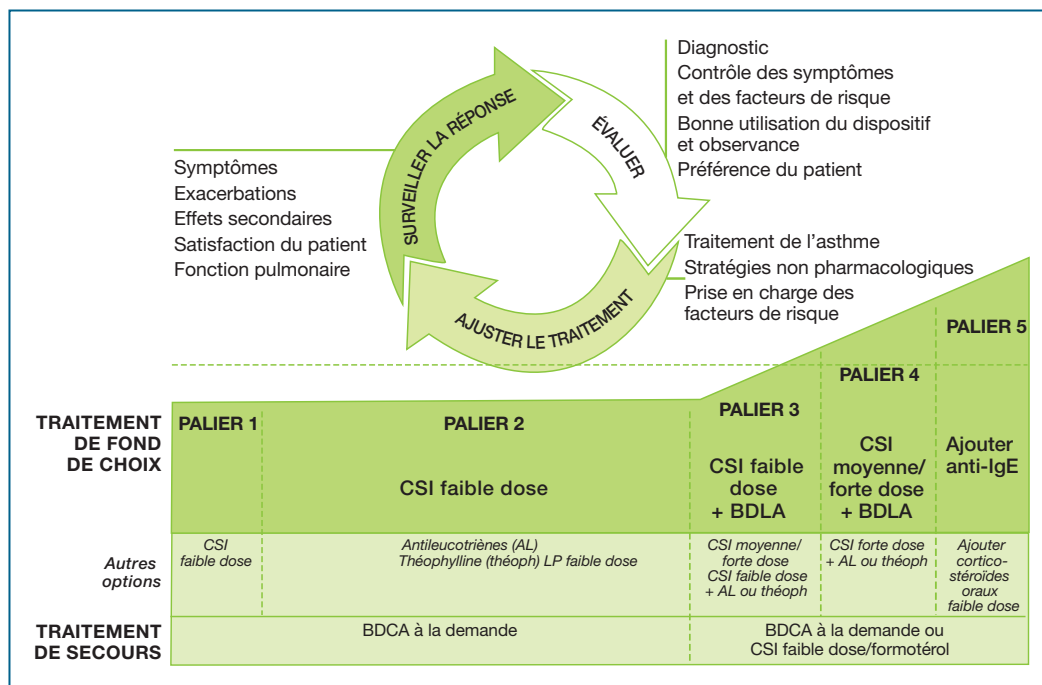 Diagnostic
Contrôle des symptômes
et des facteurs de risque
Bonne utilisation du dispositif
et observance
Préférence du patient
SURVEILLER LA RÉPONSE
ÉVALUER
AJUSTER LE TRAITEMENT
Symptômes
Exacerbations
Effets secondaires
Satisfaction du patient
Fonction pulmonaire
Traitement de l’asthme
Stratégies non pharmacologiques
Prise en charge des
facteurs de risque
TRAITEMENT
DE FOND
DE CHOIX
PALIER 1
PALIER 2
CSI faible dose
PALIER 3
CSI faible
dose
+ BDLA
PALIER 4
CSI
moyenne/
forte dose
+ BDLA
PALIER 5
Ajouter
anti-IgE
Autres
options
CSI
faible dose
Antileucotriènes (AL)
Théophylline (théoph) LP faible dose
CSI moyenne/
forte dose
CSI faible dose
+ AL ou théoph
CSI forte dose
+ AL ou théoph
Ajouter
cortico-
stéroïdes
oraux
faible dose
TRAITEMENT
DE SECOURS
BDCA à la demande
BDCA à la demande ou
CSI faible dose/formotérol